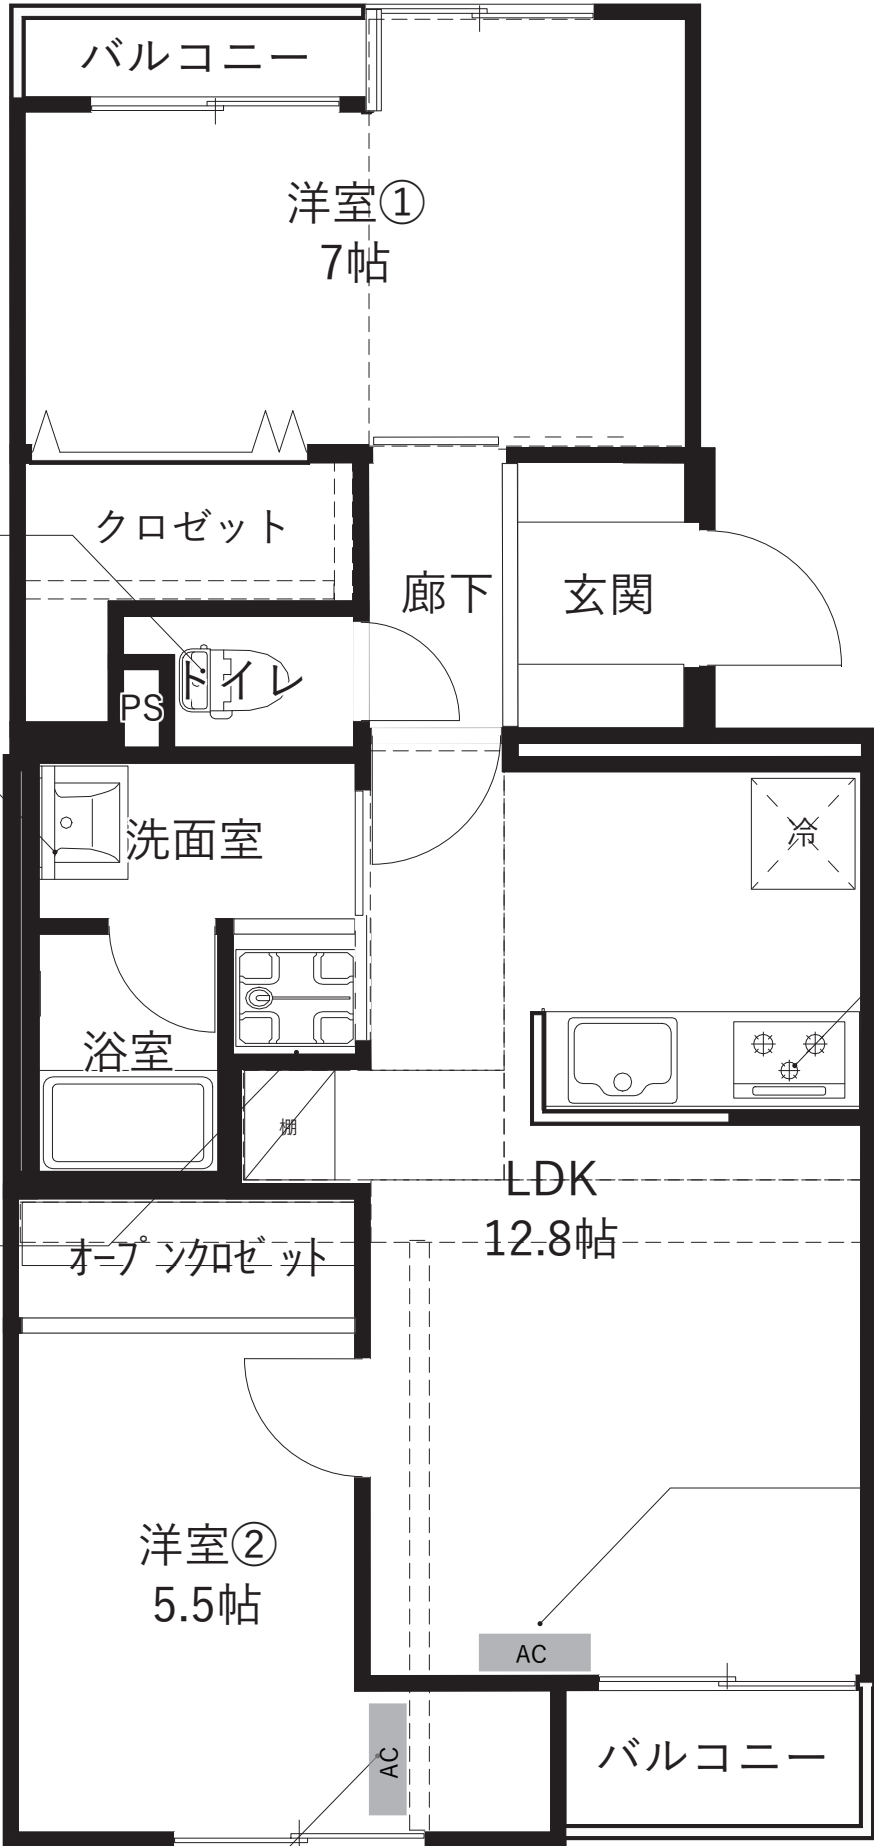 バルコニー
洋室①
7帖
クロゼット
廊下
玄関
トイレ
PS
洗面室
冷
浴室
棚
LDK
12.8帖
オープンクロゼット
洋室②
5.5帖
AC
AC
バルコニー